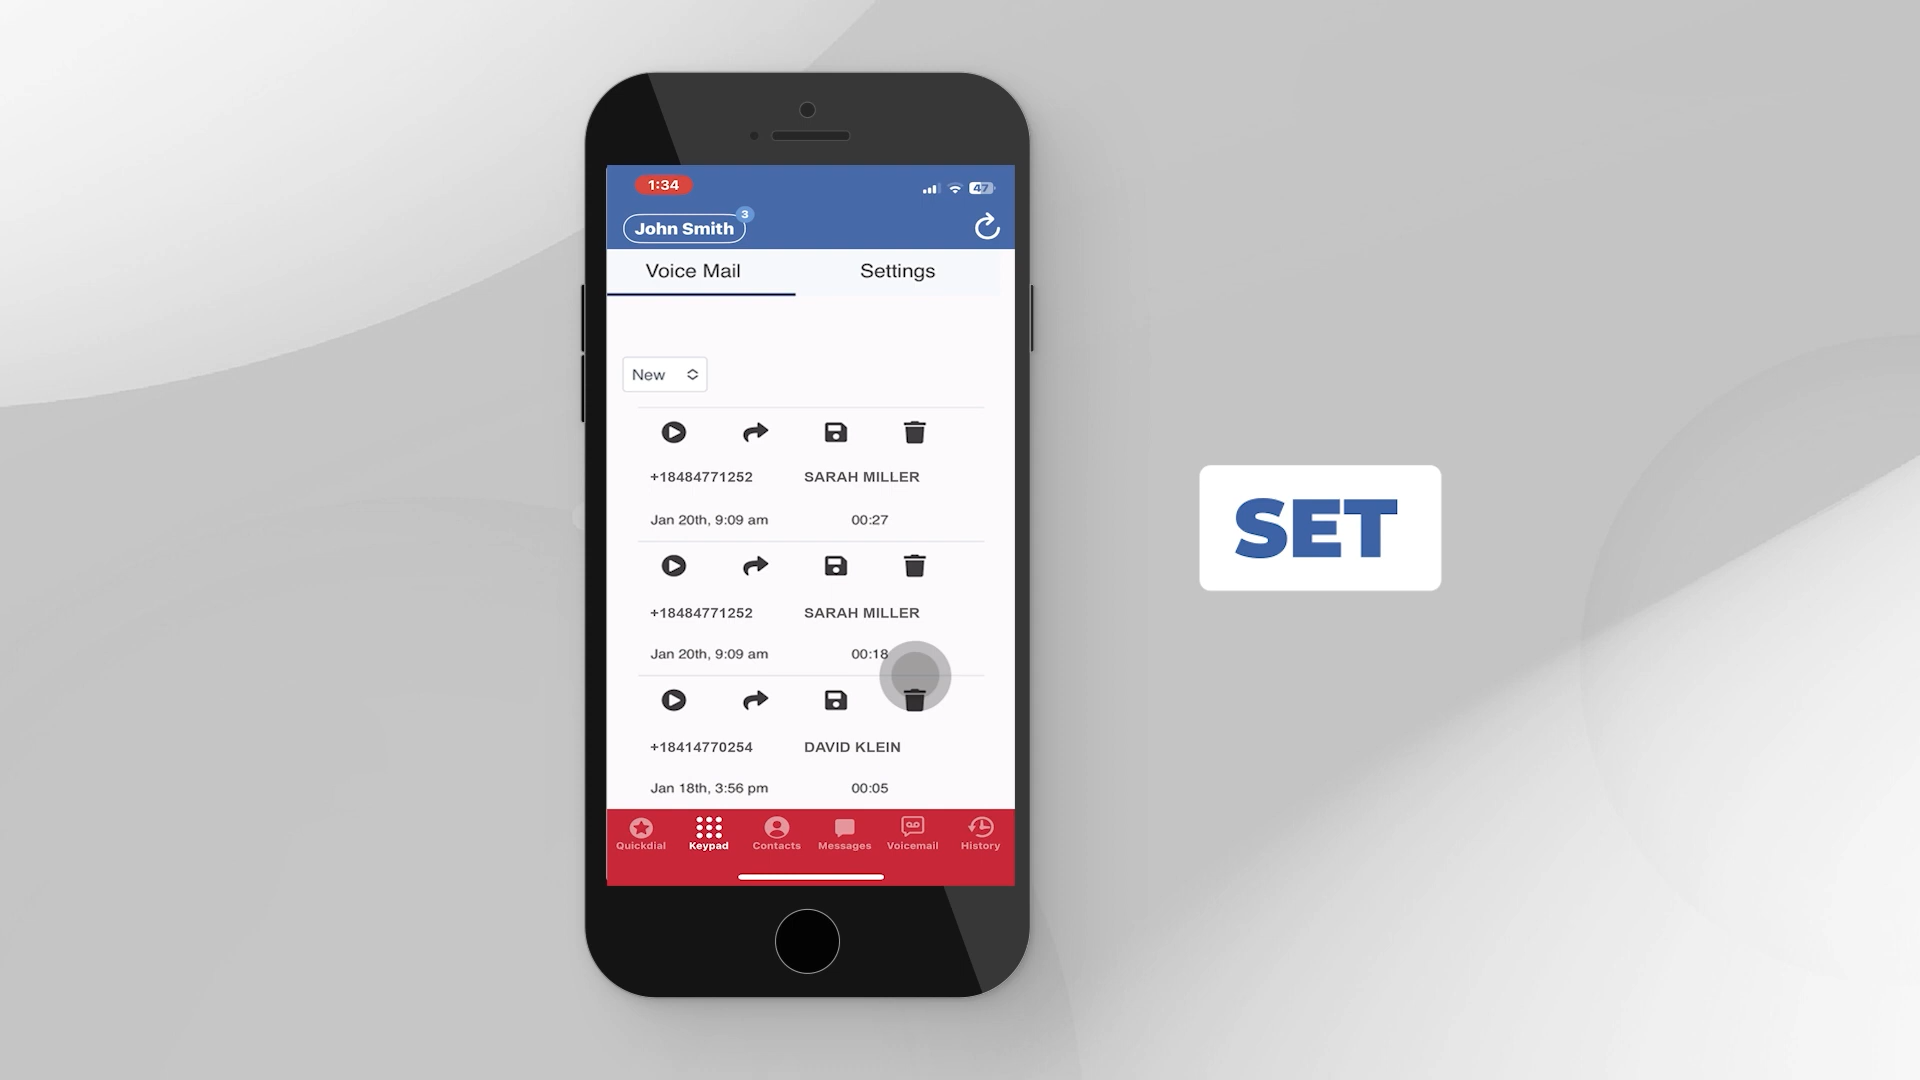 1:34
47
John Smith
3
Voice Mail
Settings
New
+18484771252 SARAH MILLER
Jan 20th, 9:09 am 00:27
+18484771252 SARAH MILLER
Jan 20th, 9:09 am 00:18
+18414770254 DAVID KLEIN
Jan 18th, 3:56 pm 00:05
Quickdial Keypad Contacts Messages Voicemail History
SET